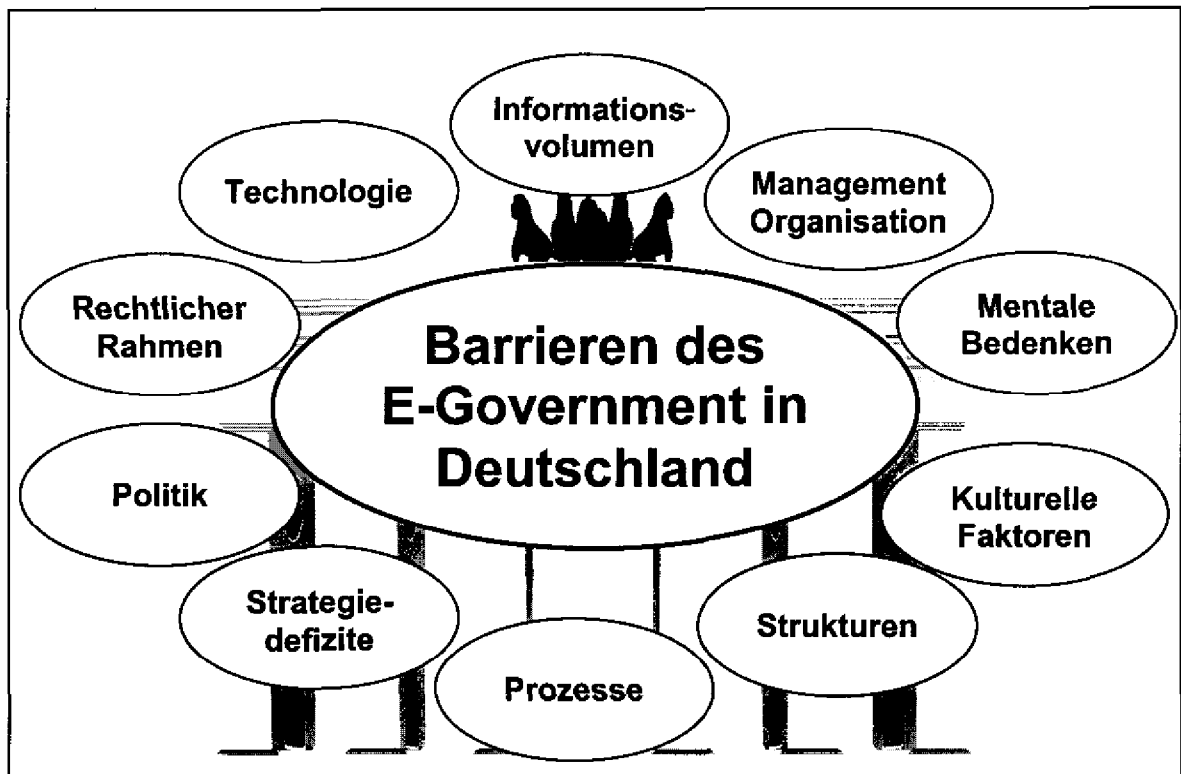 Informations-
volumen
Technologie
Management
Organisation
Rechtlicher
Rahmen
Mentale
Bedenken
Barrieren des
E-Government in
Deutschland
Politik
Kulturelle
Faktoren
Strategie-
defizite
Strukturen
Prozesse